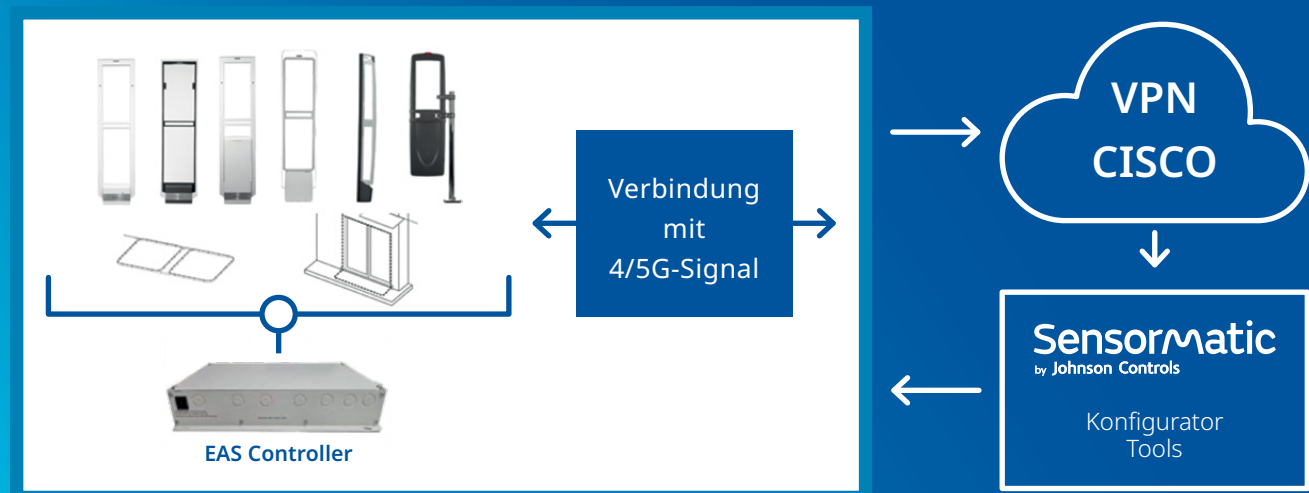 Verbindung
mit
4/5G-Signal
EAS Controller
VPN
CISCO
Sensormatic
by Johnson Controls
Konfigurator
Tools